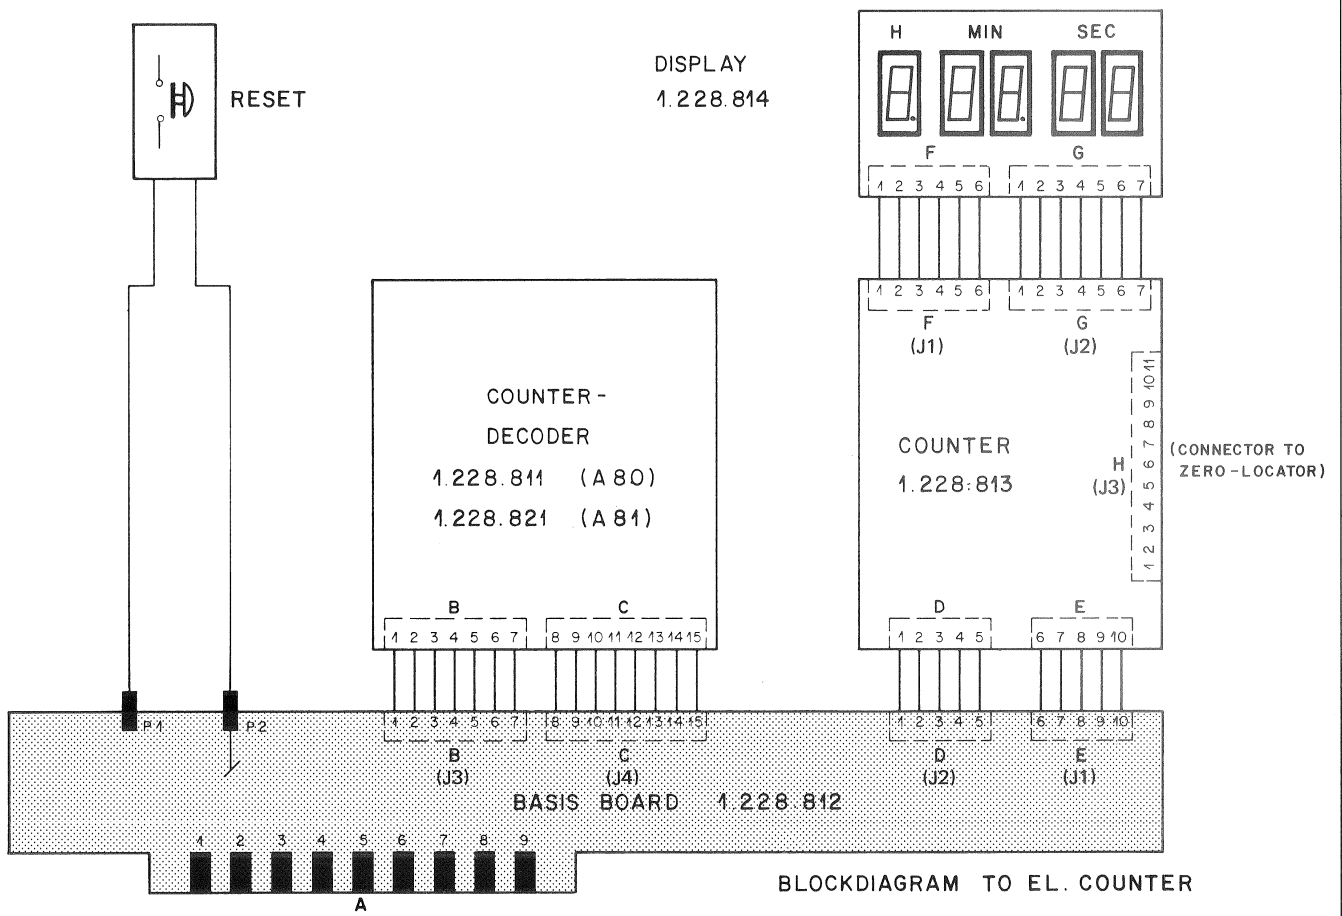 H MIN SEC
DISPLAY
1.228.814
RESET
F G
1 2 3 4 5 6 1 2 3 4 5 6 7
1 2 3 4 5 6 1 2 3 4 5 6 7
F G
(J1) (J2)
COUNTER-
DECODER
1.228.811 (A80)
1.228.821 (A81)
COUNTER
1.228:813
H
(J3)
1 2 3 4 5 6 7 8 9 10 11
(CONNECTOR TO
ZERO-LOCATOR)
B C D E
1 2 3 4 5 6 7 8 9 10 11 12 13 14 15 1 2 3 4 5 6 7 8 9 10
P1 P2 1 2 3 4 5 6 7 8 9 10 11 12 13 14 15 1 2 3 4 5 6 7 8 9 10
B C D E
(J3) (J4) (J2) (J1)
BASIS BOARD 1.228.812
1 2 3 4 5 6 7 8 9
A
BLOCKDIAGRAM TO EL. COUNTER